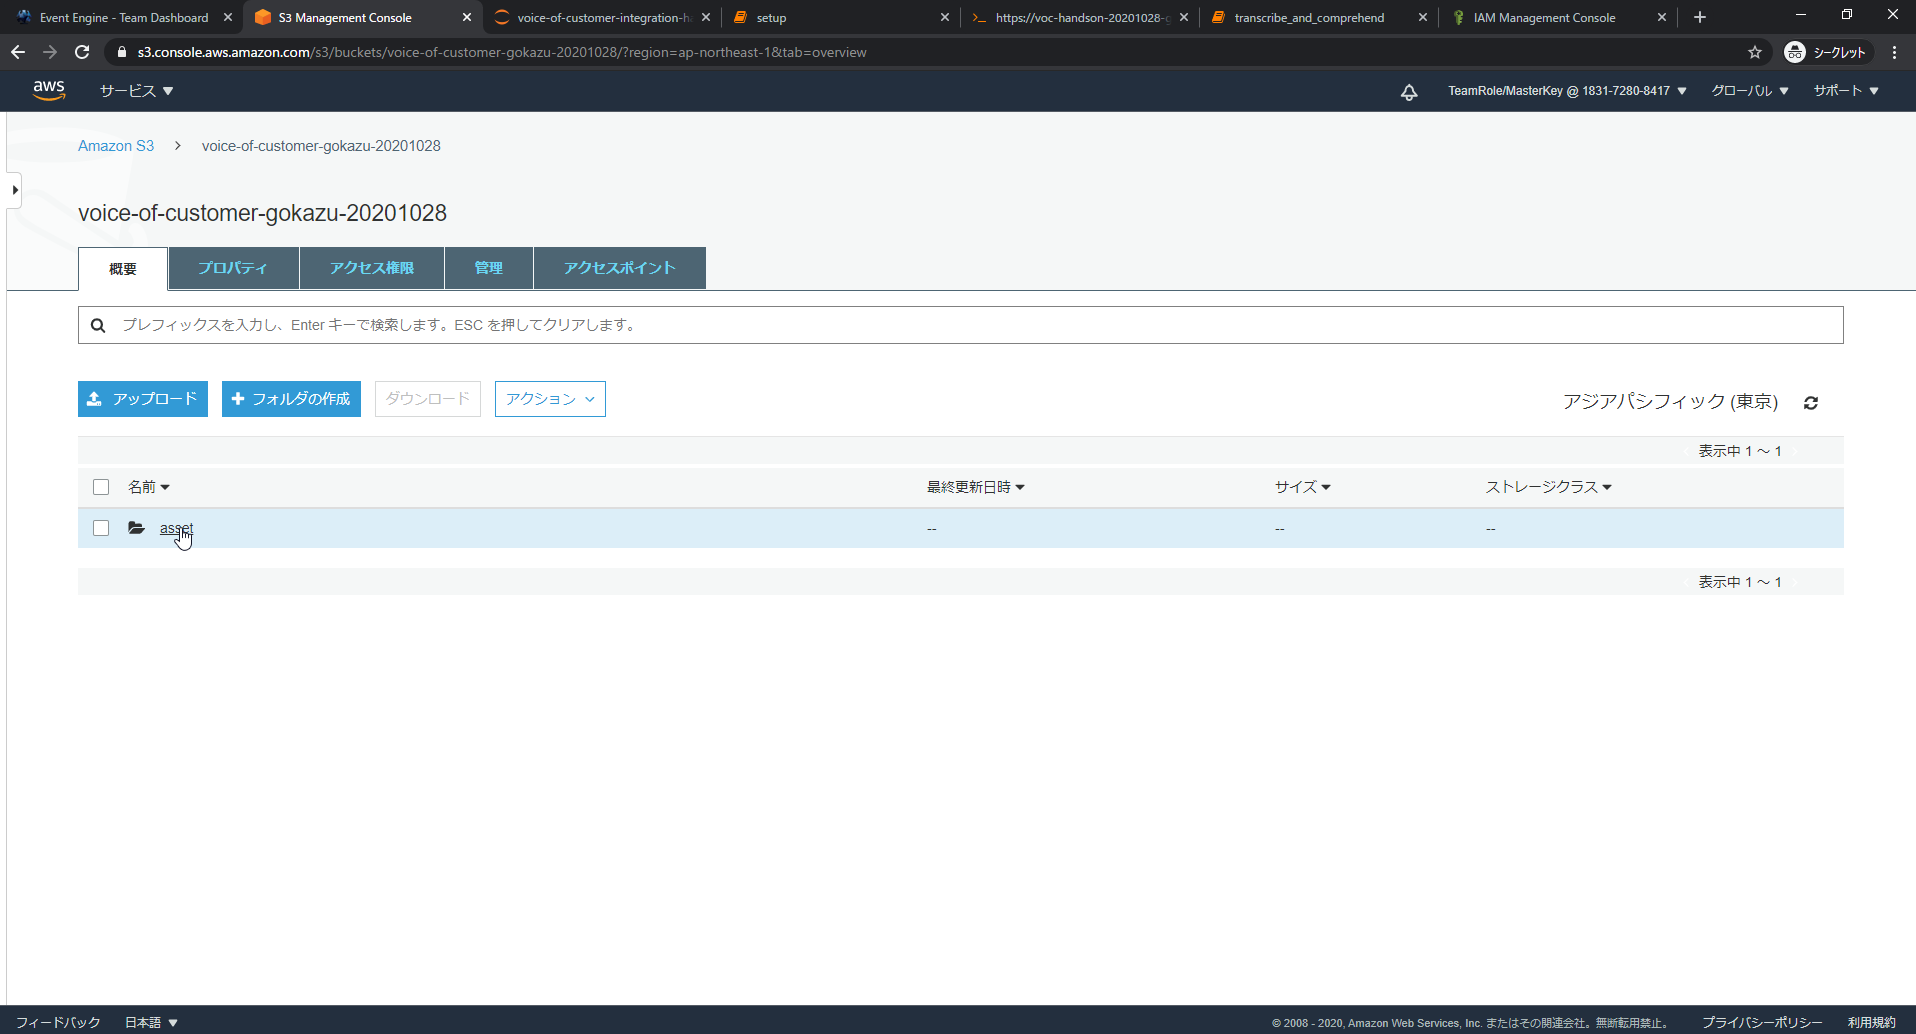 Event Engine - Team Dashboard
S3 Management Console
voice-of-customer-integration-ha
setup
https://voc-handson-20201028-g
transcribe_and_comprehend
IAM Management Console
s3.console.aws.amazon.com/s3/buckets/voice-of-customer-gokazu-20201028/?region=ap-northeast-1&tab=overview
シークレット
aws
サービス
TeamRole/MasterKey @ 1831-7280-8417
グローバル
サポート
Amazon S3
voice-of-customer-gokazu-20201028
voice-of-customer-gokazu-20201028
概要
プロパティ
アクセス権限
管理
アクセスポイント
プレフィックスを入力し、Enter キーで検索します。ESC を押してクリアします。
アップロード
フォルダの作成
ダウンロード
アクション
アジアパシフィック (東京)
表示中 1 ～ 1
名前
最終更新日時
サイズ
ストレージクラス
asset
--
--
--
表示中 1 ～ 1
フィードバック
日本語
© 2008 - 2020, Amazon Web Services, Inc. またはその関連会社。無断転用禁止。
プライバシーポリシー
利用規約